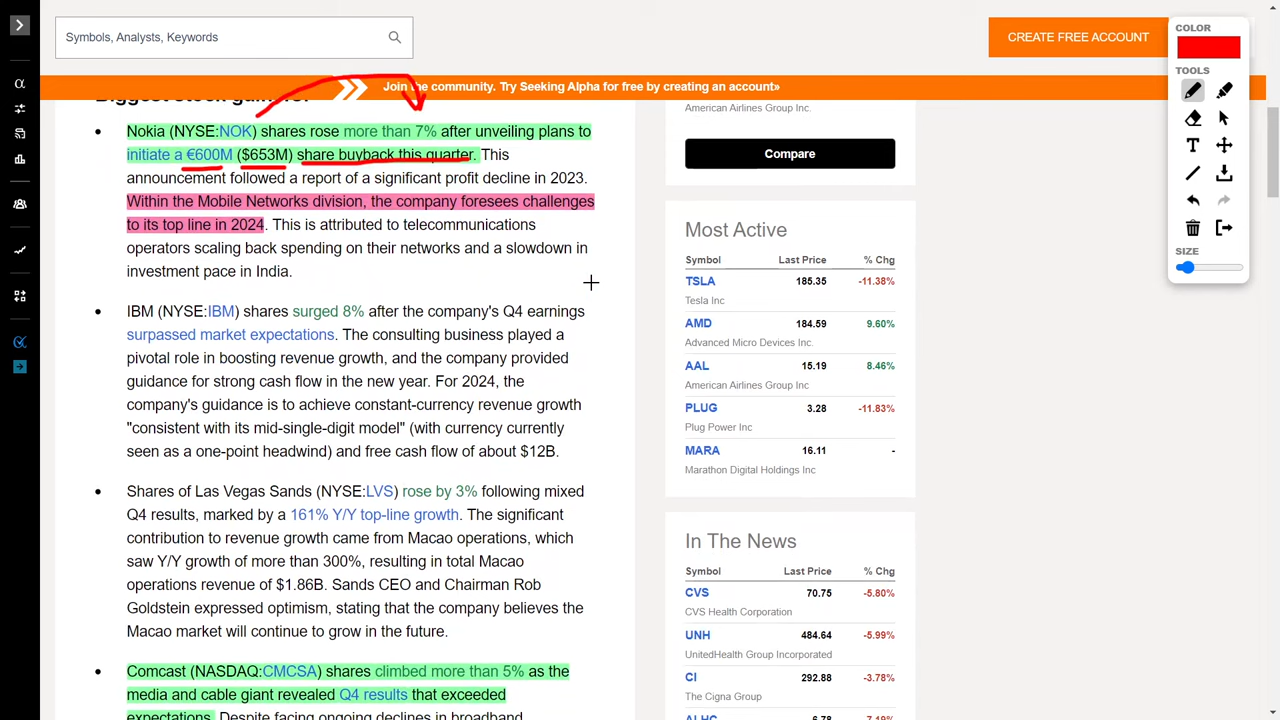 Symbols, Analysts, Keywords
CREATE FREE ACCOUNT
Join the community. Try Seeking Alpha for free by creating an account»
Biggest stock gainers:
Nokia (NYSE:NOK) shares rose more than 7% after unveiling plans to
initiate a €600M ($653M) share buyback this quarter. This
announcement followed a report of a significant profit decline in 2023.
Within the Mobile Networks division, the company foresees challenges
to its top line in 2024. This is attributed to telecommunications
operators scaling back spending on their networks and a slowdown in
investment pace in India.
IBM (NYSE:IBM) shares surged 8% after the company's Q4 earnings
surpassed market expectations. The consulting business played a
pivotal role in boosting revenue growth, and the company provided
guidance for strong cash flow in the new year. For 2024, the
company's guidance is to achieve constant-currency revenue growth
"consistent with its mid-single-digit model" (with currency currently
seen as a one-point headwind) and free cash flow of about $12B.
Shares of Las Vegas Sands (NYSE:LVS) rose by 3% following mixed
Q4 results, marked by a 161% Y/Y top-line growth. The significant
contribution to revenue growth came from Macao operations, which
saw Y/Y growth of more than 300%, resulting in total Macao
operations revenue of $1.86B. Sands CEO and Chairman Rob
Goldstein expressed optimism, stating that the company believes the
Macao market will continue to grow in the future.
Comcast (NASDAQ:CMCSA) shares climbed more than 5% as the
media and cable giant revealed Q4 results that exceeded
expectations. Despite facing ongoing declines in broadband
American Airlines Group Inc.
Compare
Most Active
Symbol Last Price % Chg
TSLA 185.35 -11.38%
Tesla Inc
AMD 184.59 9.60%
Advanced Micro Devices Inc.
AAL 15.19 8.46%
American Airlines Group Inc
PLUG 3.28 -11.83%
Plug Power Inc
MARA 16.11 -
Marathon Digital Holdings Inc
In The News
Symbol Last Price % Chg
CVS 70.75 -5.80%
CVS Health Corporation
UNH 484.64 -5.99%
UnitedHealth Group Incorporated
CI 292.88 -3.78%
The Cigna Group
ALHC 6.78 -7.19%
COLOR
TOOLS
T
SIZE